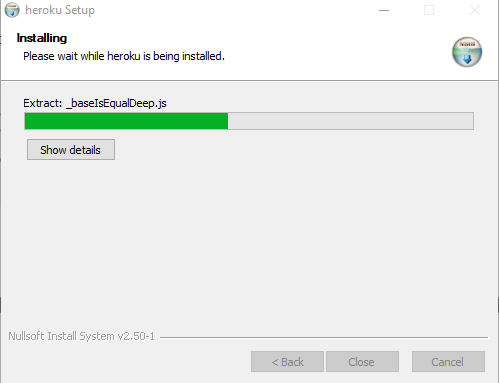 heroku Setup
Installing
Please wait while heroku is being installed.
Extract: _baseIsEqualDeep.js
Show details
Nullsoft Install System v2.50-1
< Back
Close
Cancel